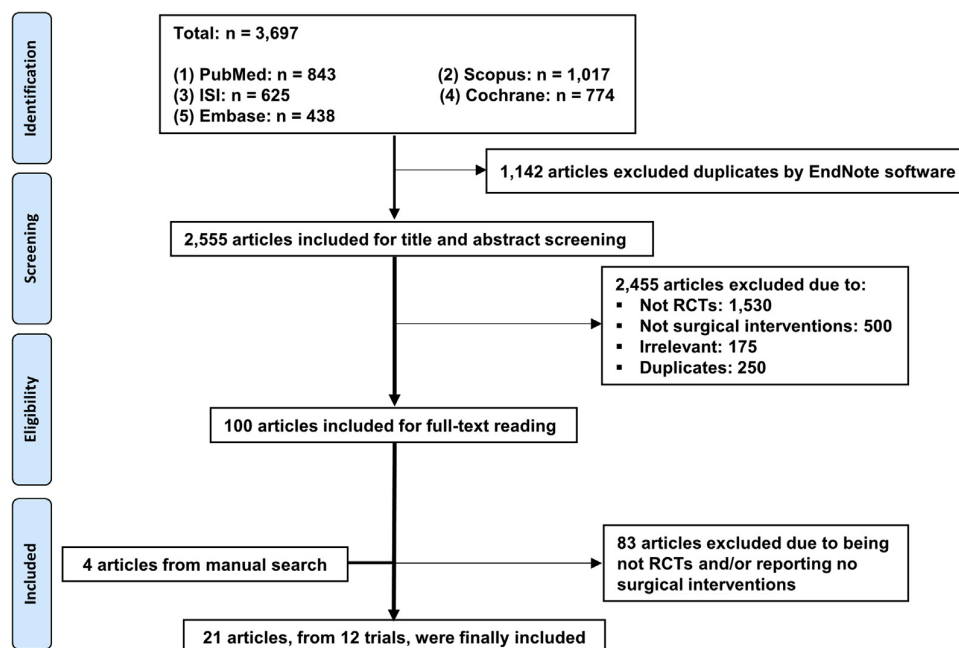 Identification
Total: n = 3,697
(1) PubMed: n = 843
(2) Scopus: n = 1,017
(3) ISI: n = 625
(4) Cochrane: n = 774
(5) Embase: n = 438
1,142 articles excluded duplicates by EndNote software
Screening
2,555 articles included for title and abstract screening
2,455 articles excluded due to:
▪ Not RCTs: 1,530
▪ Not surgical interventions: 500
▪ Irrelevant: 175
▪ Duplicates: 250
Eligibility
100 articles included for full-text reading
Included
4 articles from manual search
83 articles excluded due to being
not RCTs and/or reporting no
surgical interventions
21 articles, from 12 trials, were finally included